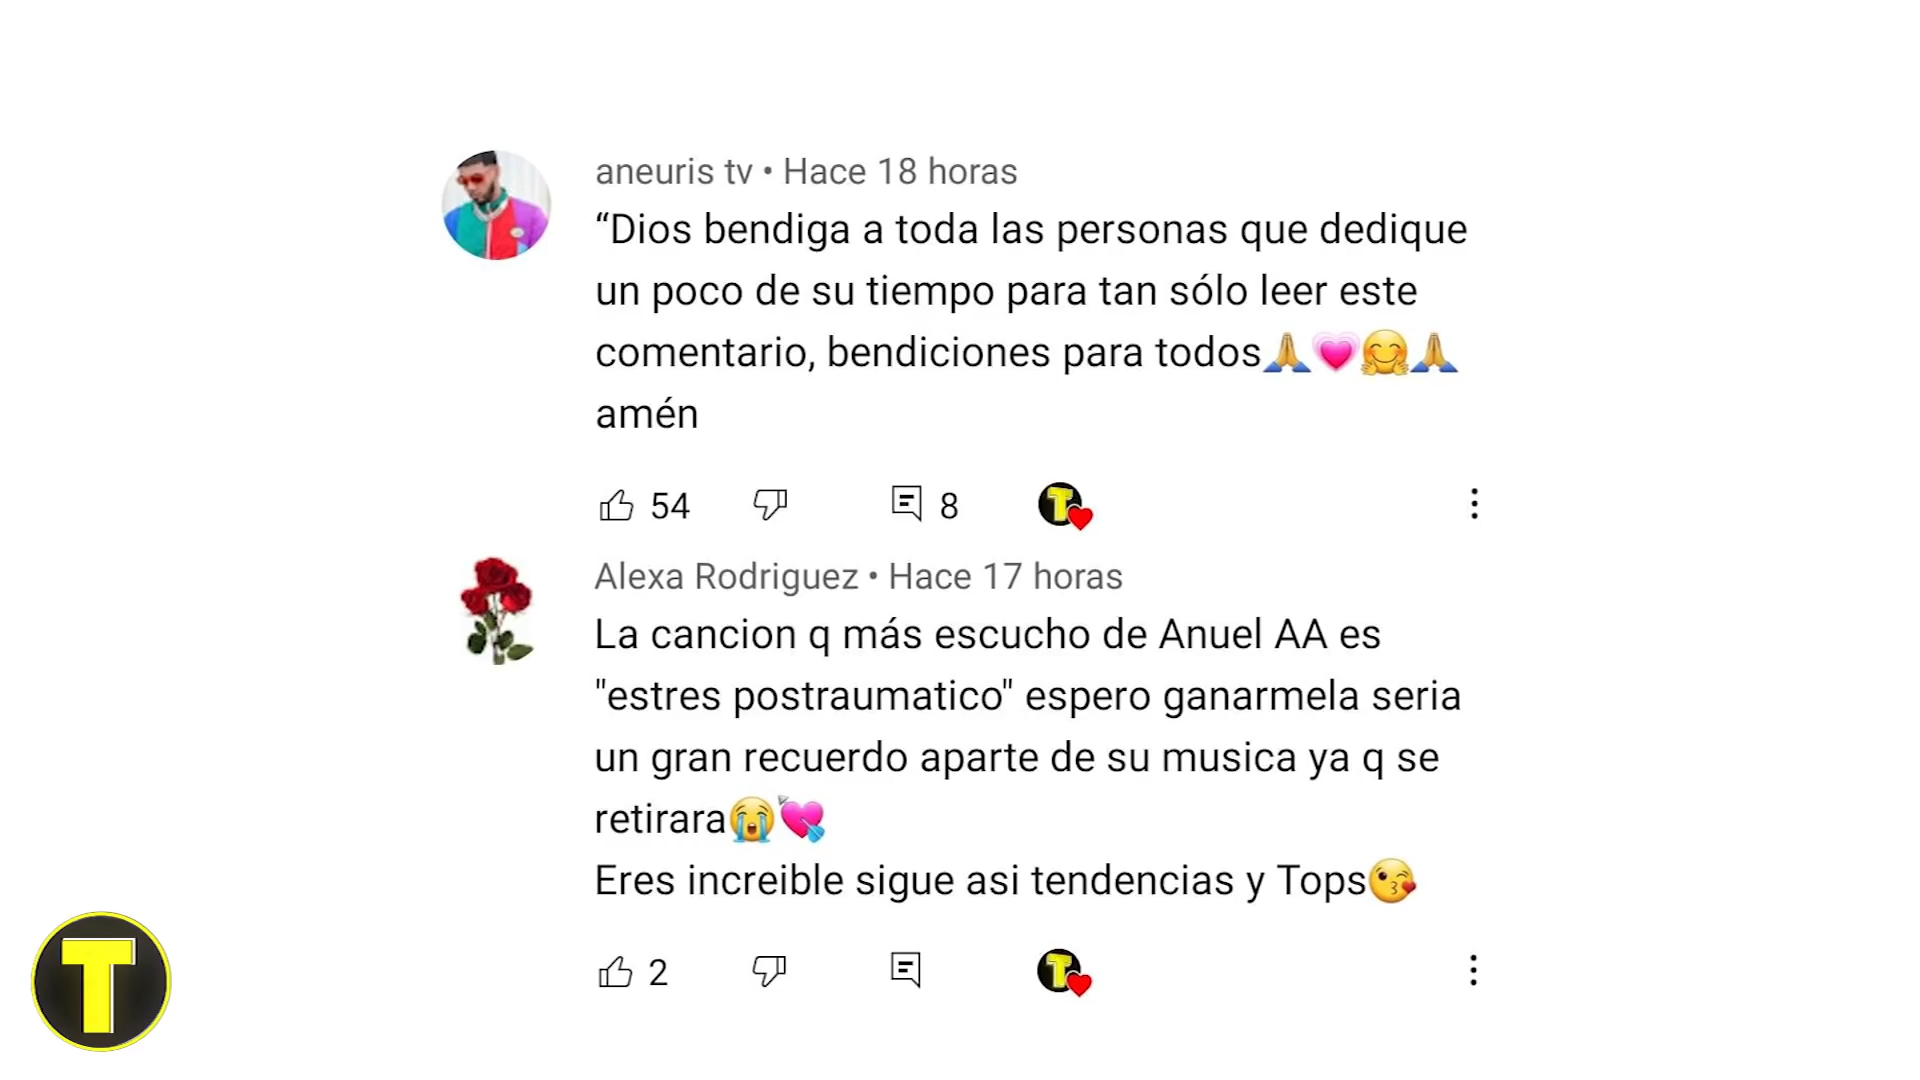 aneuris tv • Hace 18 horas
“Dios bendiga a toda las personas que dedique
un poco de su tiempo para tan sólo leer este
comentario, bendiciones para todos🙏💗🤗🙏
amén
54 8 T
Alexa Rodriguez • Hace 17 horas
La cancion q más escucho de Anuel AA es
"estres postraumatico" espero ganarmela seria
un gran recuerdo aparte de su musica ya q se
retirara😭💘
Eres increible sigue asi tendencias y Tops😘
2 T
T